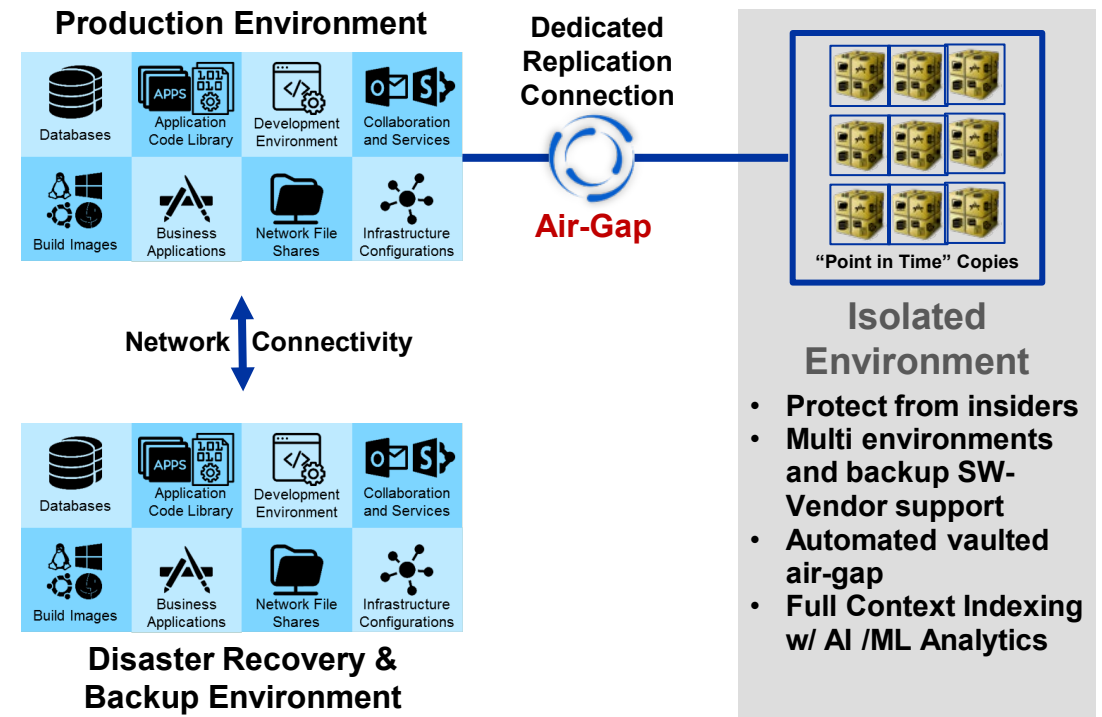 Production Environment
Databases
APPS
101
010
Application
Code Library
</>
Development
Environment
Collaboration
and Services
Build Images
Business
Applications
Network File
Shares
Infrastructure
Configurations
Dedicated
Replication
Connection
Air-Gap
“Point in Time” Copies
Isolated
Environment
• Protect from insiders
• Multi environments
and backup SW-
Vendor support
• Automated vaulted
air-gap
• Full Context Indexing
w/ AI /ML Analytics
Network Connectivity
Databases
APPS
101
010
Application
Code Library
</>
Development
Environment
Collaboration
and Services
Build Images
Business
Applications
Network File
Shares
Infrastructure
Configurations
Disaster Recovery &
Backup Environment